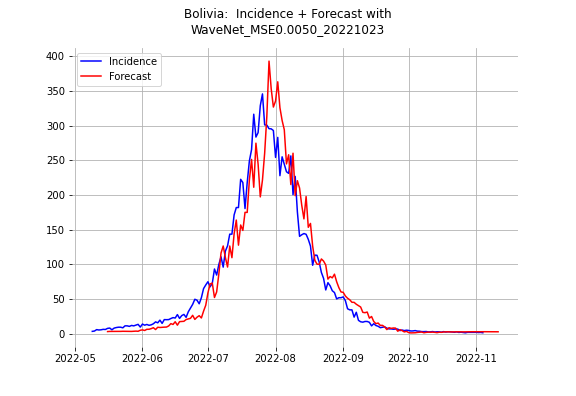 Bolivia:  Incidence + Forecast with
WaveNet_MSE0.0050_20221023
Incidence
Forecast
400
350
300
250
200
150
100
50
0
2022-05 2022-06 2022-07 2022-08 2022-09 2022-10 2022-11